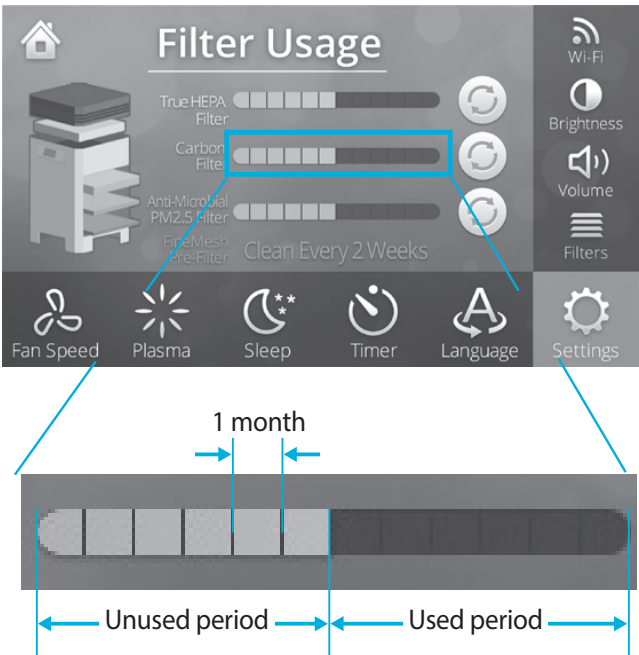 Filter Usage
True HEPA
Filter
Carbon
Filter
Anti-Microbial
PM2.5 Filter
FineMesh
Pre-Filter
Clean Every 2 Weeks
Wi-Fi
Brightness
Volume
Filters
Fan Speed
Plasma
Sleep
Timer
A
Language
Settings
1 month
Unused period
Used period